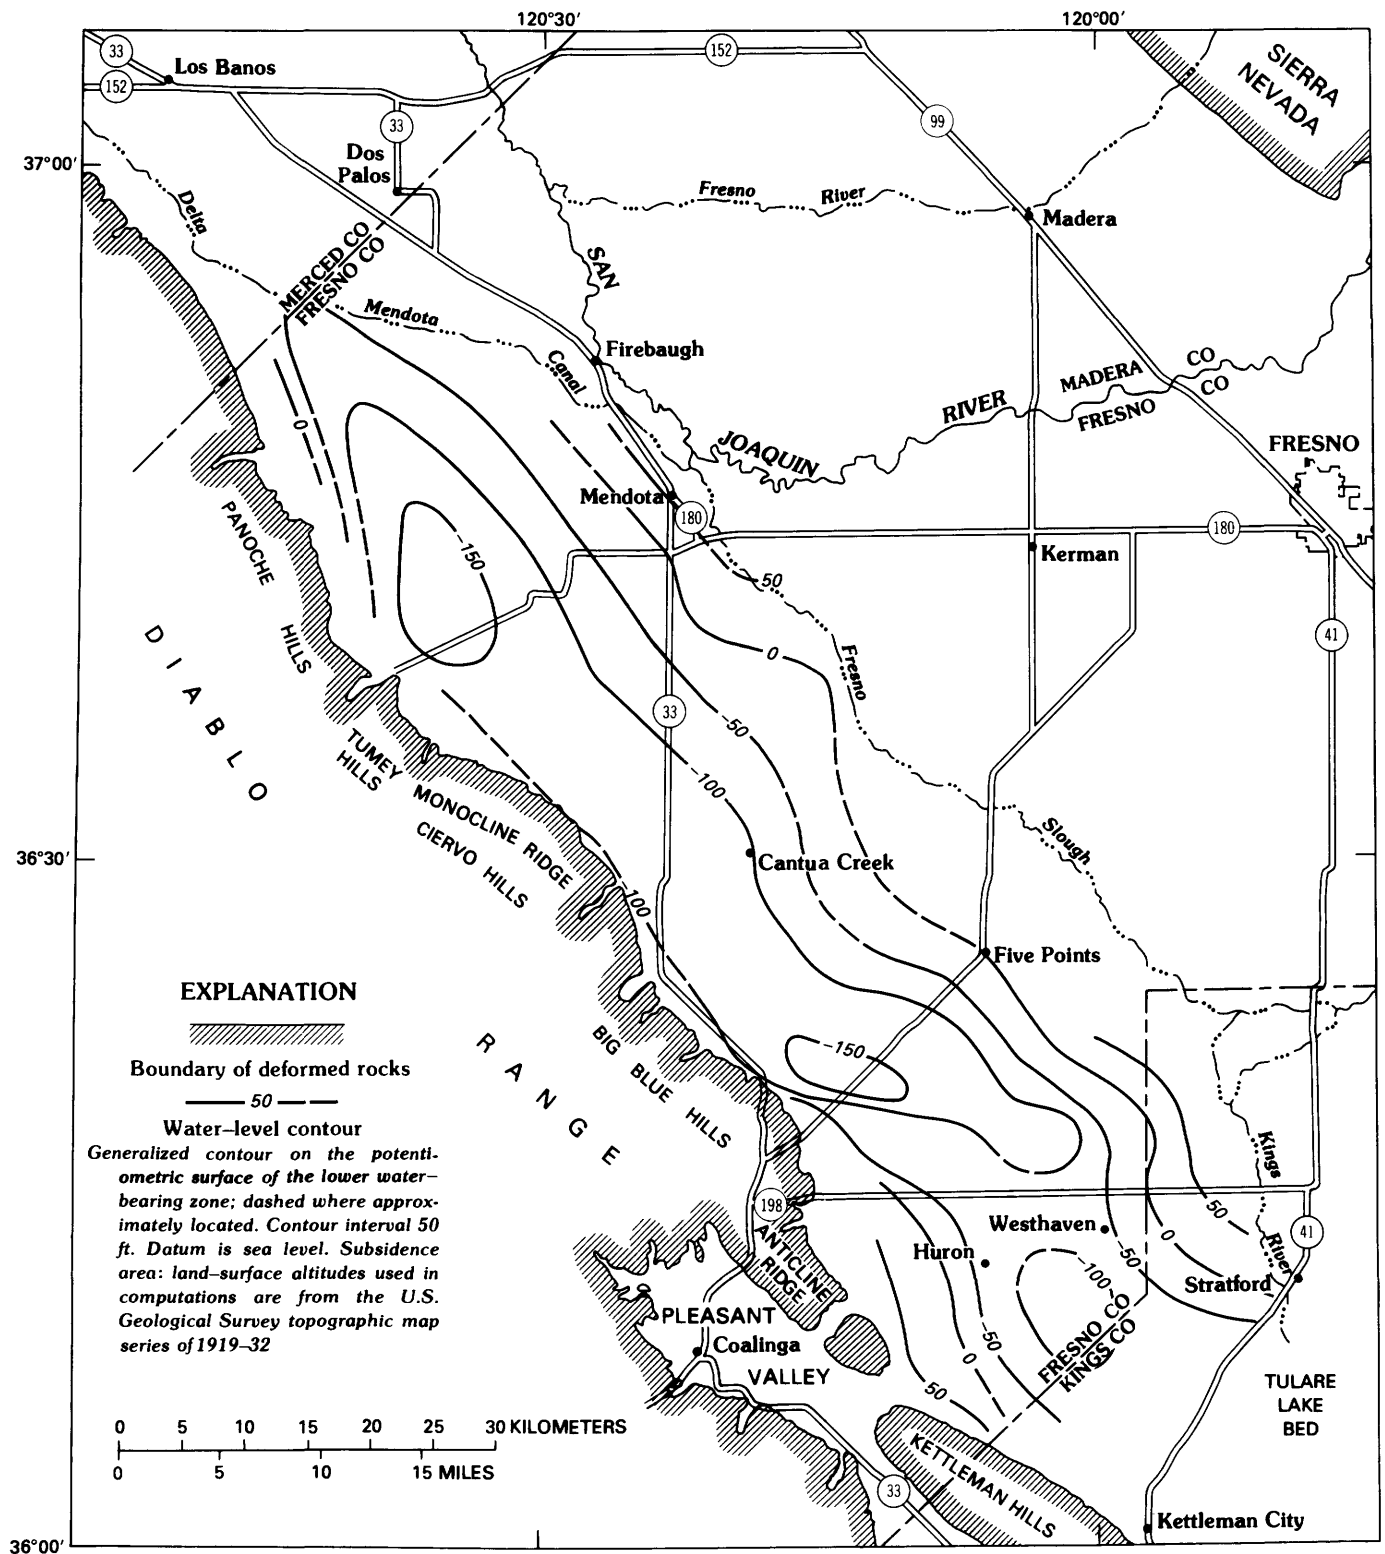 120°30'
120°00'
33
Los Banos
152
152
SIERRA
NEVADA
33
99
Dos
Palos
37°00'
Fresno River
Madera
Delta
MERCED CO
FRESNO CO
SAN
Mendota
Firebaugh
Canal
MADERA CO
FRESNO CO
RIVER
JOAQUIN
FRESNO
0
Mendota
180
180
Kerman
PANOCHE
HILLS
-150
50
41
0
Fresno
DIABLO
33
-50
-100
TUMEY
HILLS
MONOCLINE RIDGE
CIERVO HILLS
Slough
36°30'
Cantua Creek
-100
Five Points
EXPLANATION
Boundary of deformed rocks
50
Water-level contour
Generalized contour on the potenti-
ometric surface of the lower water-
bearing zone; dashed where approx-
imately located. Contour interval 50
ft. Datum is sea level. Subsidence
area: land-surface altitudes used in
computations are from the U.S.
Geological Survey topographic map
series of 1919-32
RANGE
BIG BLUE HILLS
-150
Kings
River
198
50
Westhaven
0
41
-50
Huron
ANTICLINE
RIDGE
-100
Stratford
PLEASANT
VALLEY
Coalinga
FRESNO CO
KINGS CO
-50
0
50
TULARE
LAKE
BED
0 5 10 15 20 25 30 KILOMETERS
0 5 10 15 MILES
KETTLEMAN HILLS
33
Kettleman City
36°00'